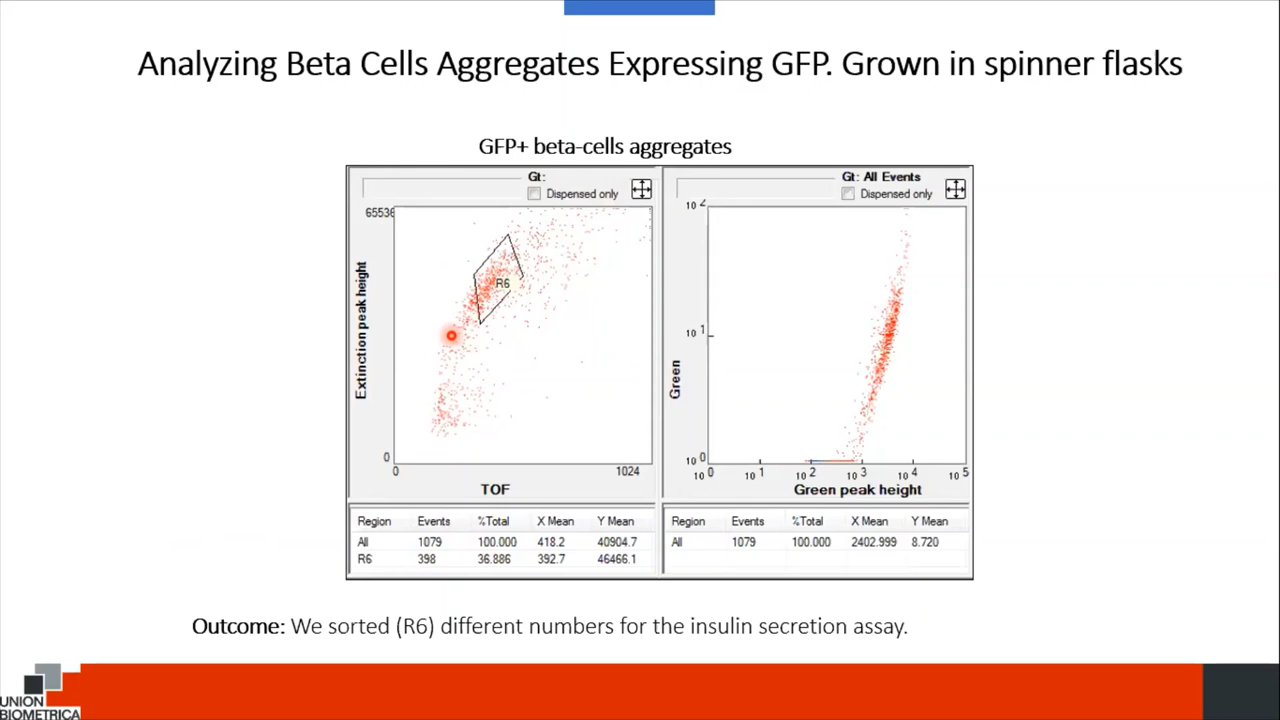 Analyzing Beta Cells Aggregates Expressing GFP. Grown in spinner flasks
GFP+ beta-cells aggregates
Gt:
Dispensed only
65536
Extinction peak height
R6
0
0
1024
TOF
Region Events %Total X Mean Y Mean
All 1079 100.000 418.2 40904.7
R6 398 36.886 392.7 46466.1
Gt: All Events
Dispensed only
10 2
10 1
Green
10 0
10 0 10 1 10 2 10 3 10 4 10 5
Green peak height
Region Events %Total X Mean Y Mean
All 1079 100.000 2402.999 8.720
Outcome: We sorted (R6) different numbers for the insulin secretion assay.
UNION
BIOMETRICA